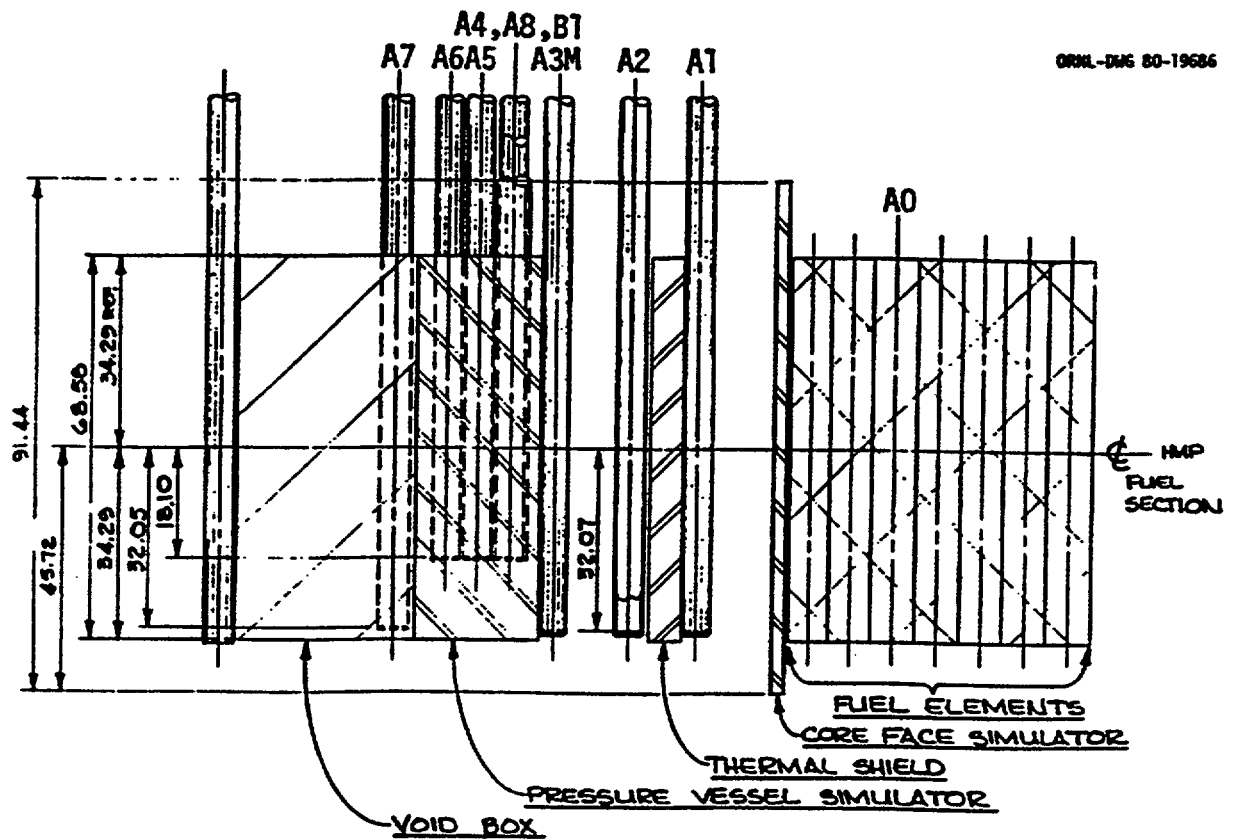 A4,A8,B1
A7 A6A5 A3M A2 A1
ORNL-DWG 80-19686
A0
91.44
68.58
34.29 REF.
45.72
34.29
32.05
18.10
32.07
℄ HMP
FUEL
SECTION
FUEL ELEMENTS
CORE FACE SIMULATOR
THERMAL SHIELD
PRESSURE VESSEL SIMULATOR
VOID BOX